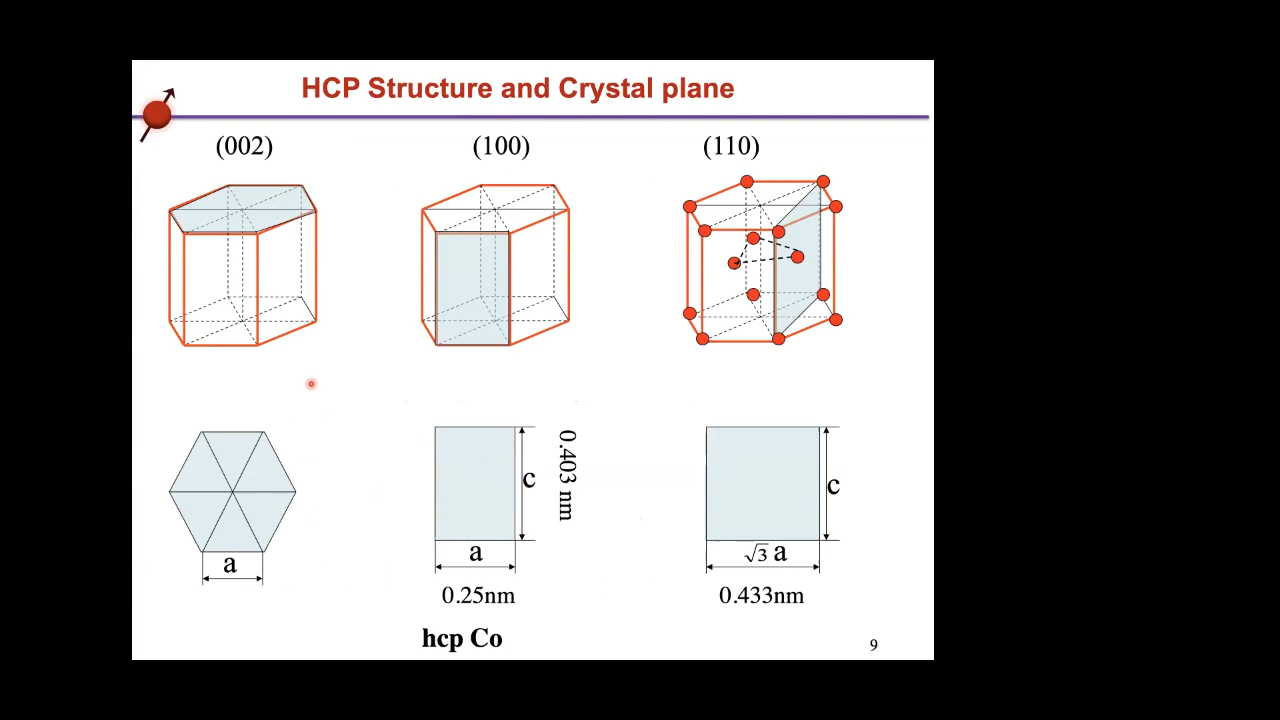 HCP Structure and Crystal plane
(002)
(100)
(110)
a
a
c
0.403 nm
0.25nm
√3 a
c
0.433nm
hcp Co
9